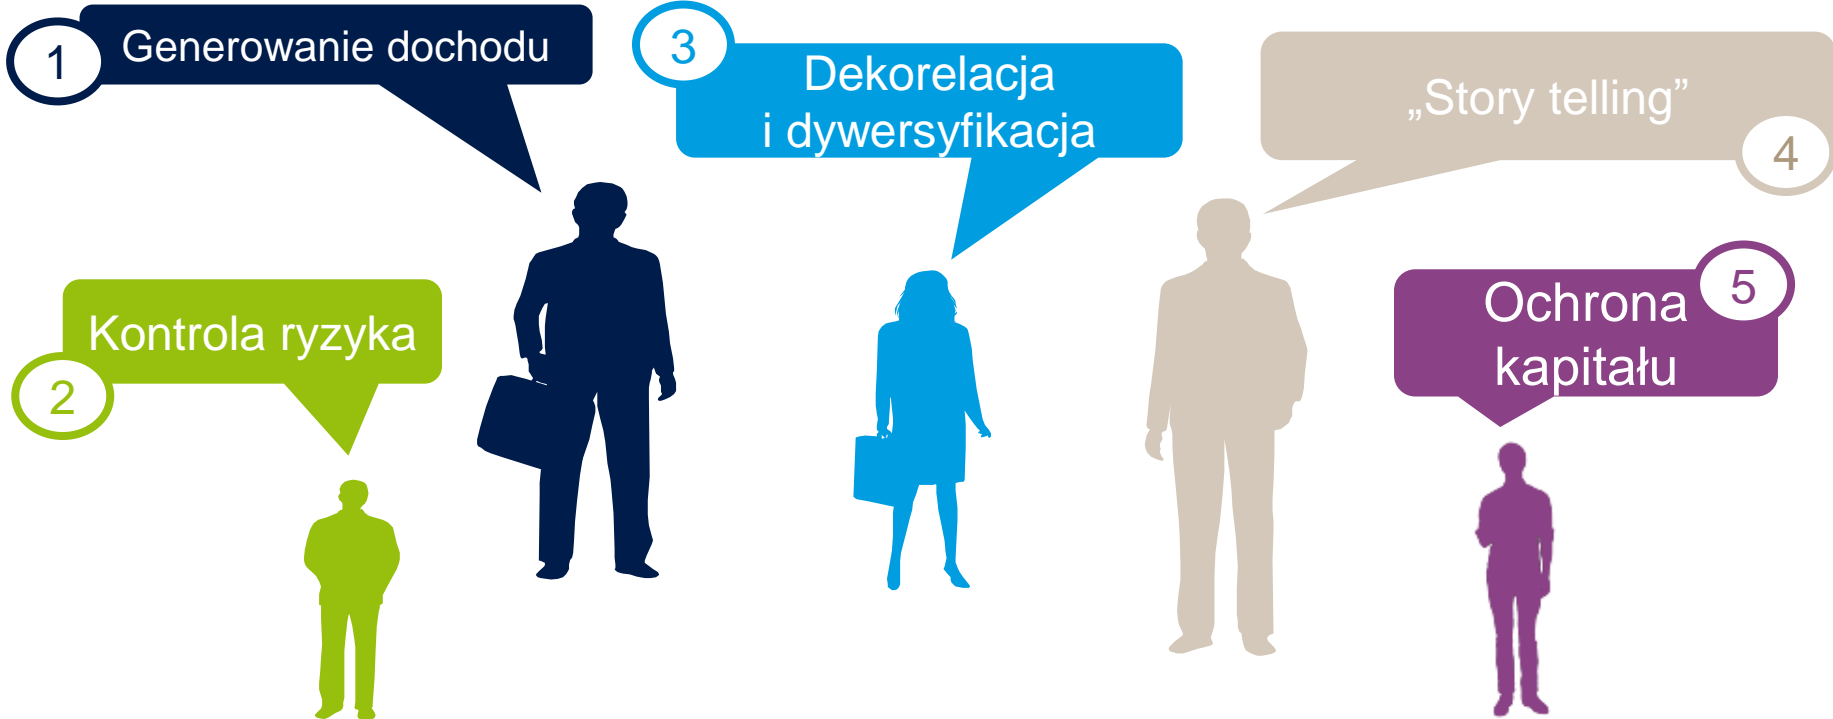 1
Generowanie dochodu
2
Kontrola ryzyka
3
Dekorelacja
i dywersyfikacja
„Story telling”
4
5
Ochrona
kapitału